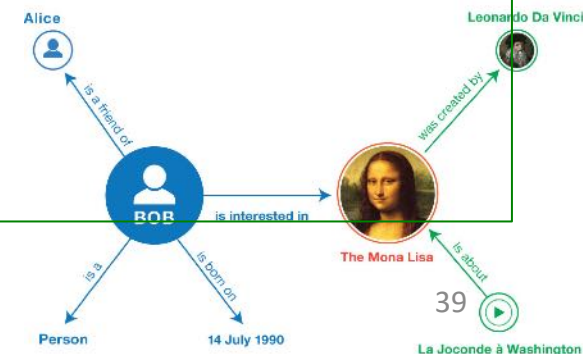 Alice
Leonardo Da Vinci
is a friend of
was created by
BOB
is interested in
The Mona Lisa
is a
is born on
is about
39
Person
14 July 1990
La Joconde à Washington